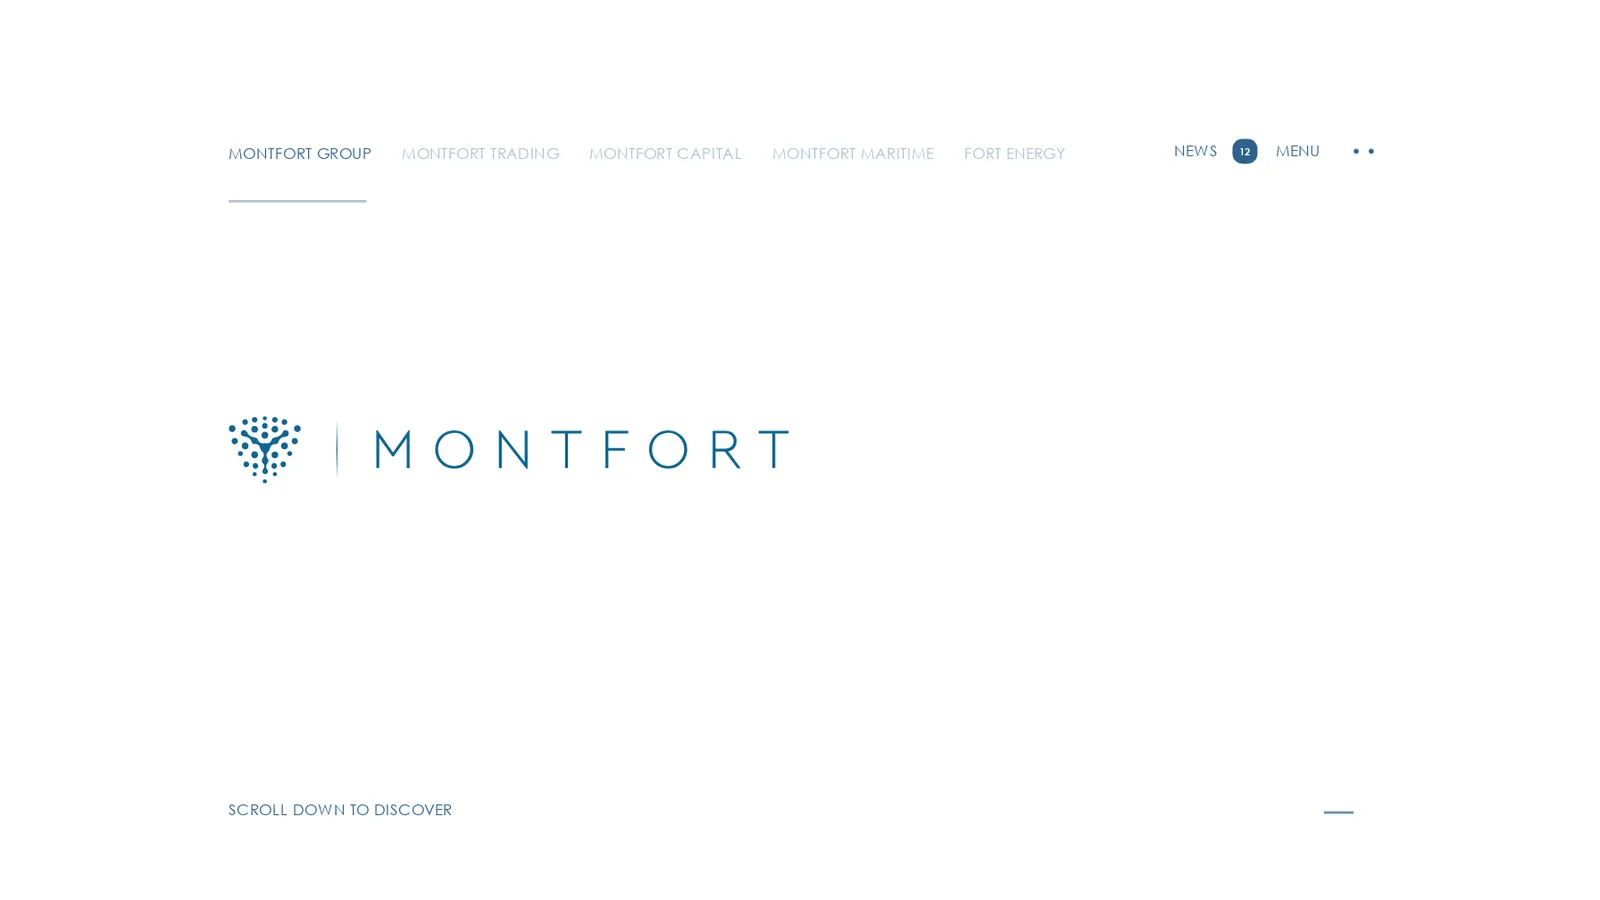 MONTFORT GROUP MONTFORT TRADING MONTFORT CAPITAL MONTFORT MARITIME FORT ENERGY NEWS 12 MENU
MONTFORT
SCROLL DOWN TO DISCOVER